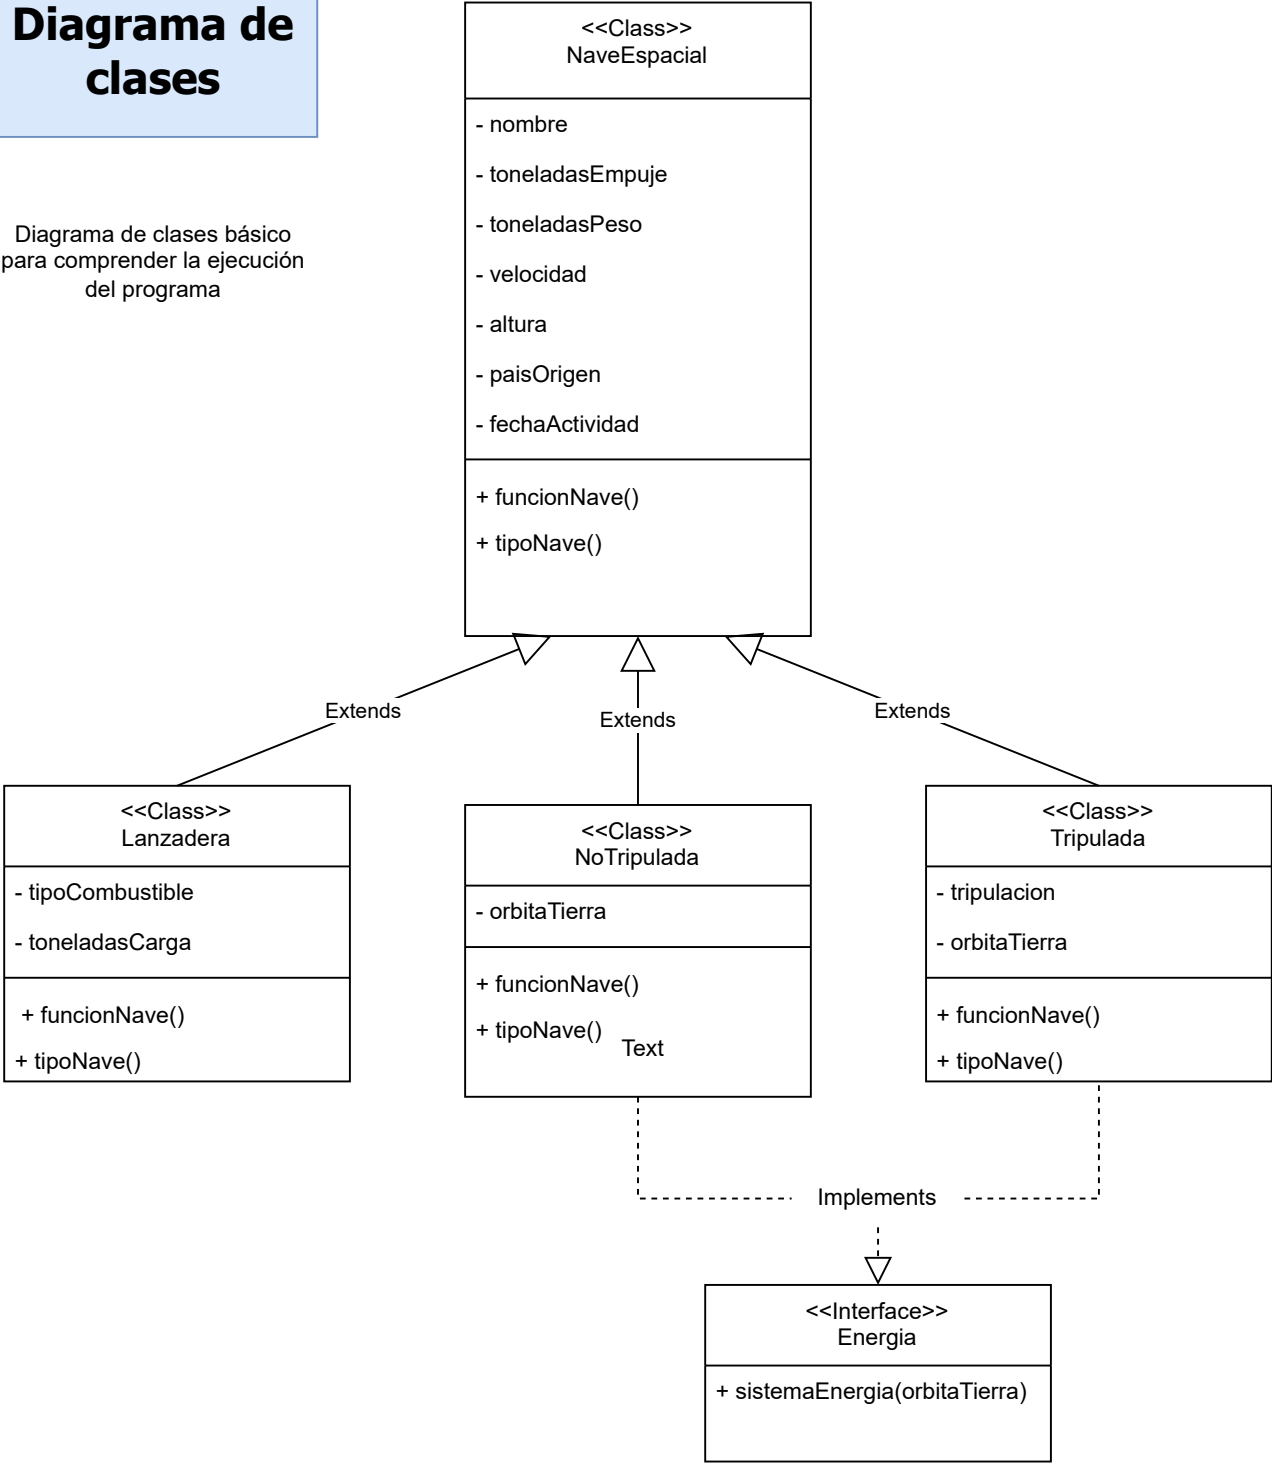 Diagrama de
clases
Diagrama de clases básico
para comprender la ejecución
del programa
<<Class>>
NaveEspacial
- nombre
- toneladasEmpuje
- toneladasPeso
- velocidad
- altura
- paisOrigen
- fechaActividad
+ funcionNave()
+ tipoNave()
Extends
Extends
Extends
<<Class>>
Lanzadera
- tipoCombustible
- toneladasCarga
+ funcionNave()
+ tipoNave()
<<Class>>
NoTripulada
- orbitaTierra
+ funcionNave()
+ tipoNave()
Text
<<Class>>
Tripulada
- tripulacion
- orbitaTierra
+ funcionNave()
+ tipoNave()
Implements
<<Interface>>
Energia
+ sistemaEnergia(orbitaTierra)